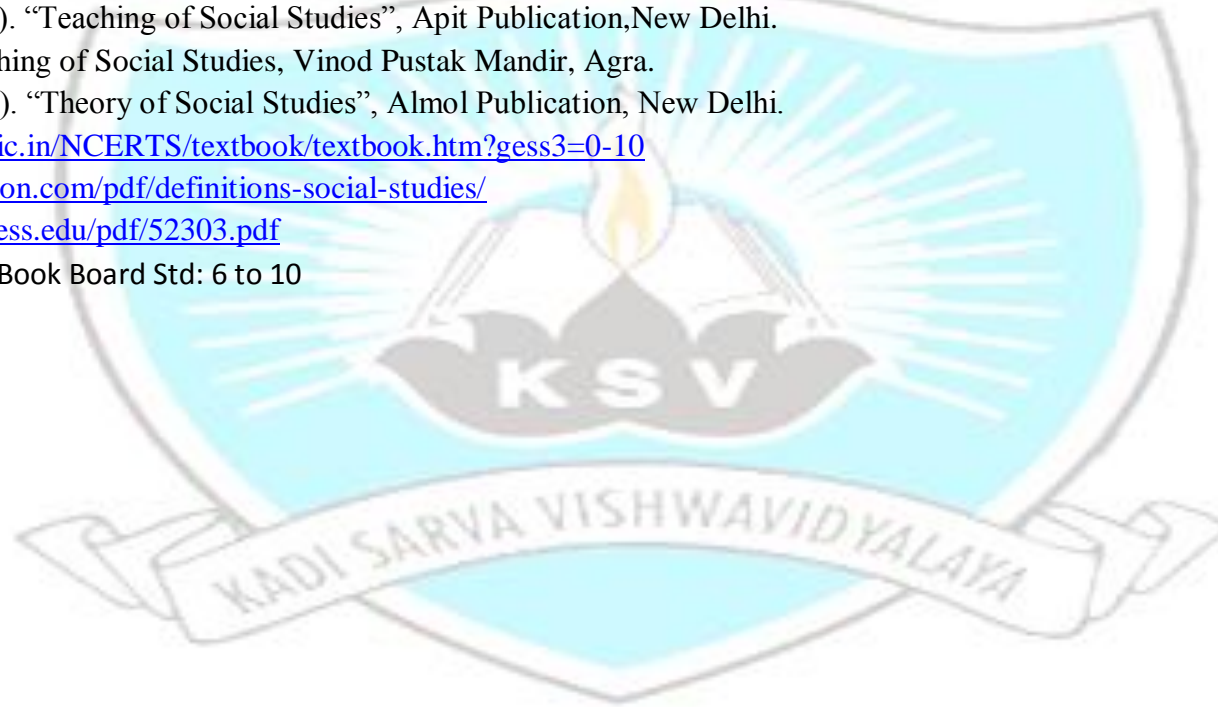 ). “Teaching of Social Studies”, Apit Publication,New Delhi.
hing of Social Studies, Vinod Pustak Mandir, Agra.
). “Theory of Social Studies”, Almol Publication, New Delhi.
ic.in/NCERTS/textbook/textbook.htm?gess3=0-10
on.com/pdf/definitions-social-studies/
ess.edu/pdf/52303.pdf
Book Board Std: 6 to 10
KSV
KADI SARVA VISHWAVIDYALAYA